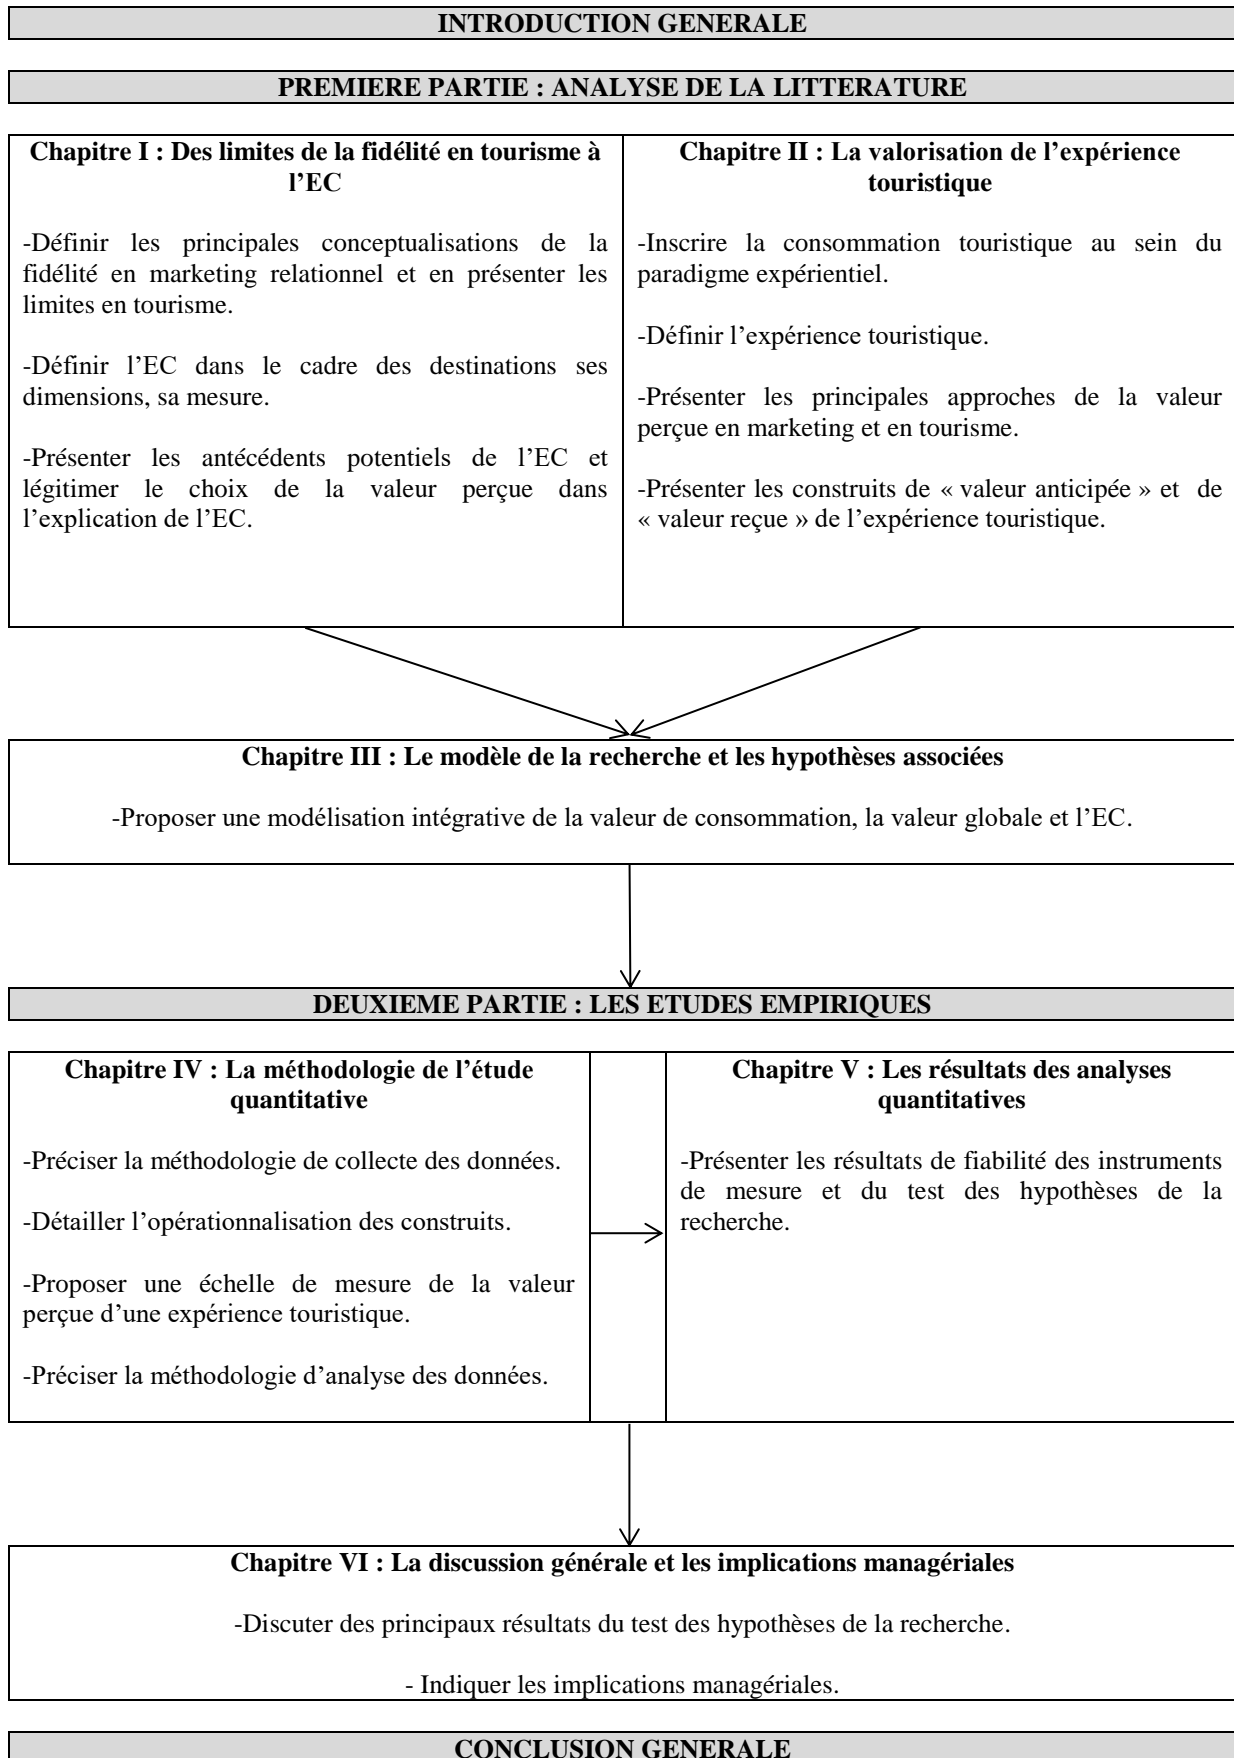 INTRODUCTION GENERALE
PREMIERE PARTIE : ANALYSE DE LA LITTERATURE
Chapitre I : Des limites de la fidélité en tourisme à
l’EC
-Définir les principales conceptualisations de la
fidélité en marketing relationnel et en présenter les
limites en tourisme.
-Définir l’EC dans le cadre des destinations ses
dimensions, sa mesure.
-Présenter les antécédents potentiels de l’EC et
légitimer le choix de la valeur perçue dans
l’explication de l’EC.
Chapitre II : La valorisation de l’expérience
touristique
-Inscrire la consommation touristique au sein du
paradigme expérientiel.
-Définir l’expérience touristique.
-Présenter les principales approches de la valeur
perçue en marketing et en tourisme.
-Présenter les construits de « valeur anticipée » et de
« valeur reçue » de l’expérience touristique.
Chapitre III : Le modèle de la recherche et les hypothèses associées
-Proposer une modélisation intégrative de la valeur de consommation, la valeur globale et l’EC.
DEUXIEME PARTIE : LES ETUDES EMPIRIQUES
Chapitre IV : La méthodologie de l’étude
quantitative
-Préciser la méthodologie de collecte des données.
-Détailler l’opérationnalisation des construits.
-Proposer une échelle de mesure de la valeur
perçue d’une expérience touristique.
-Préciser la méthodologie d’analyse des données.
Chapitre V : Les résultats des analyses
quantitatives
-Présenter les résultats de fiabilité des instruments
de mesure et du test des hypothèses de la
recherche.
Chapitre VI : La discussion générale et les implications managériales
-Discuter des principaux résultats du test des hypothèses de la recherche.
- Indiquer les implications managériales.
CONCLUSION GENERALE